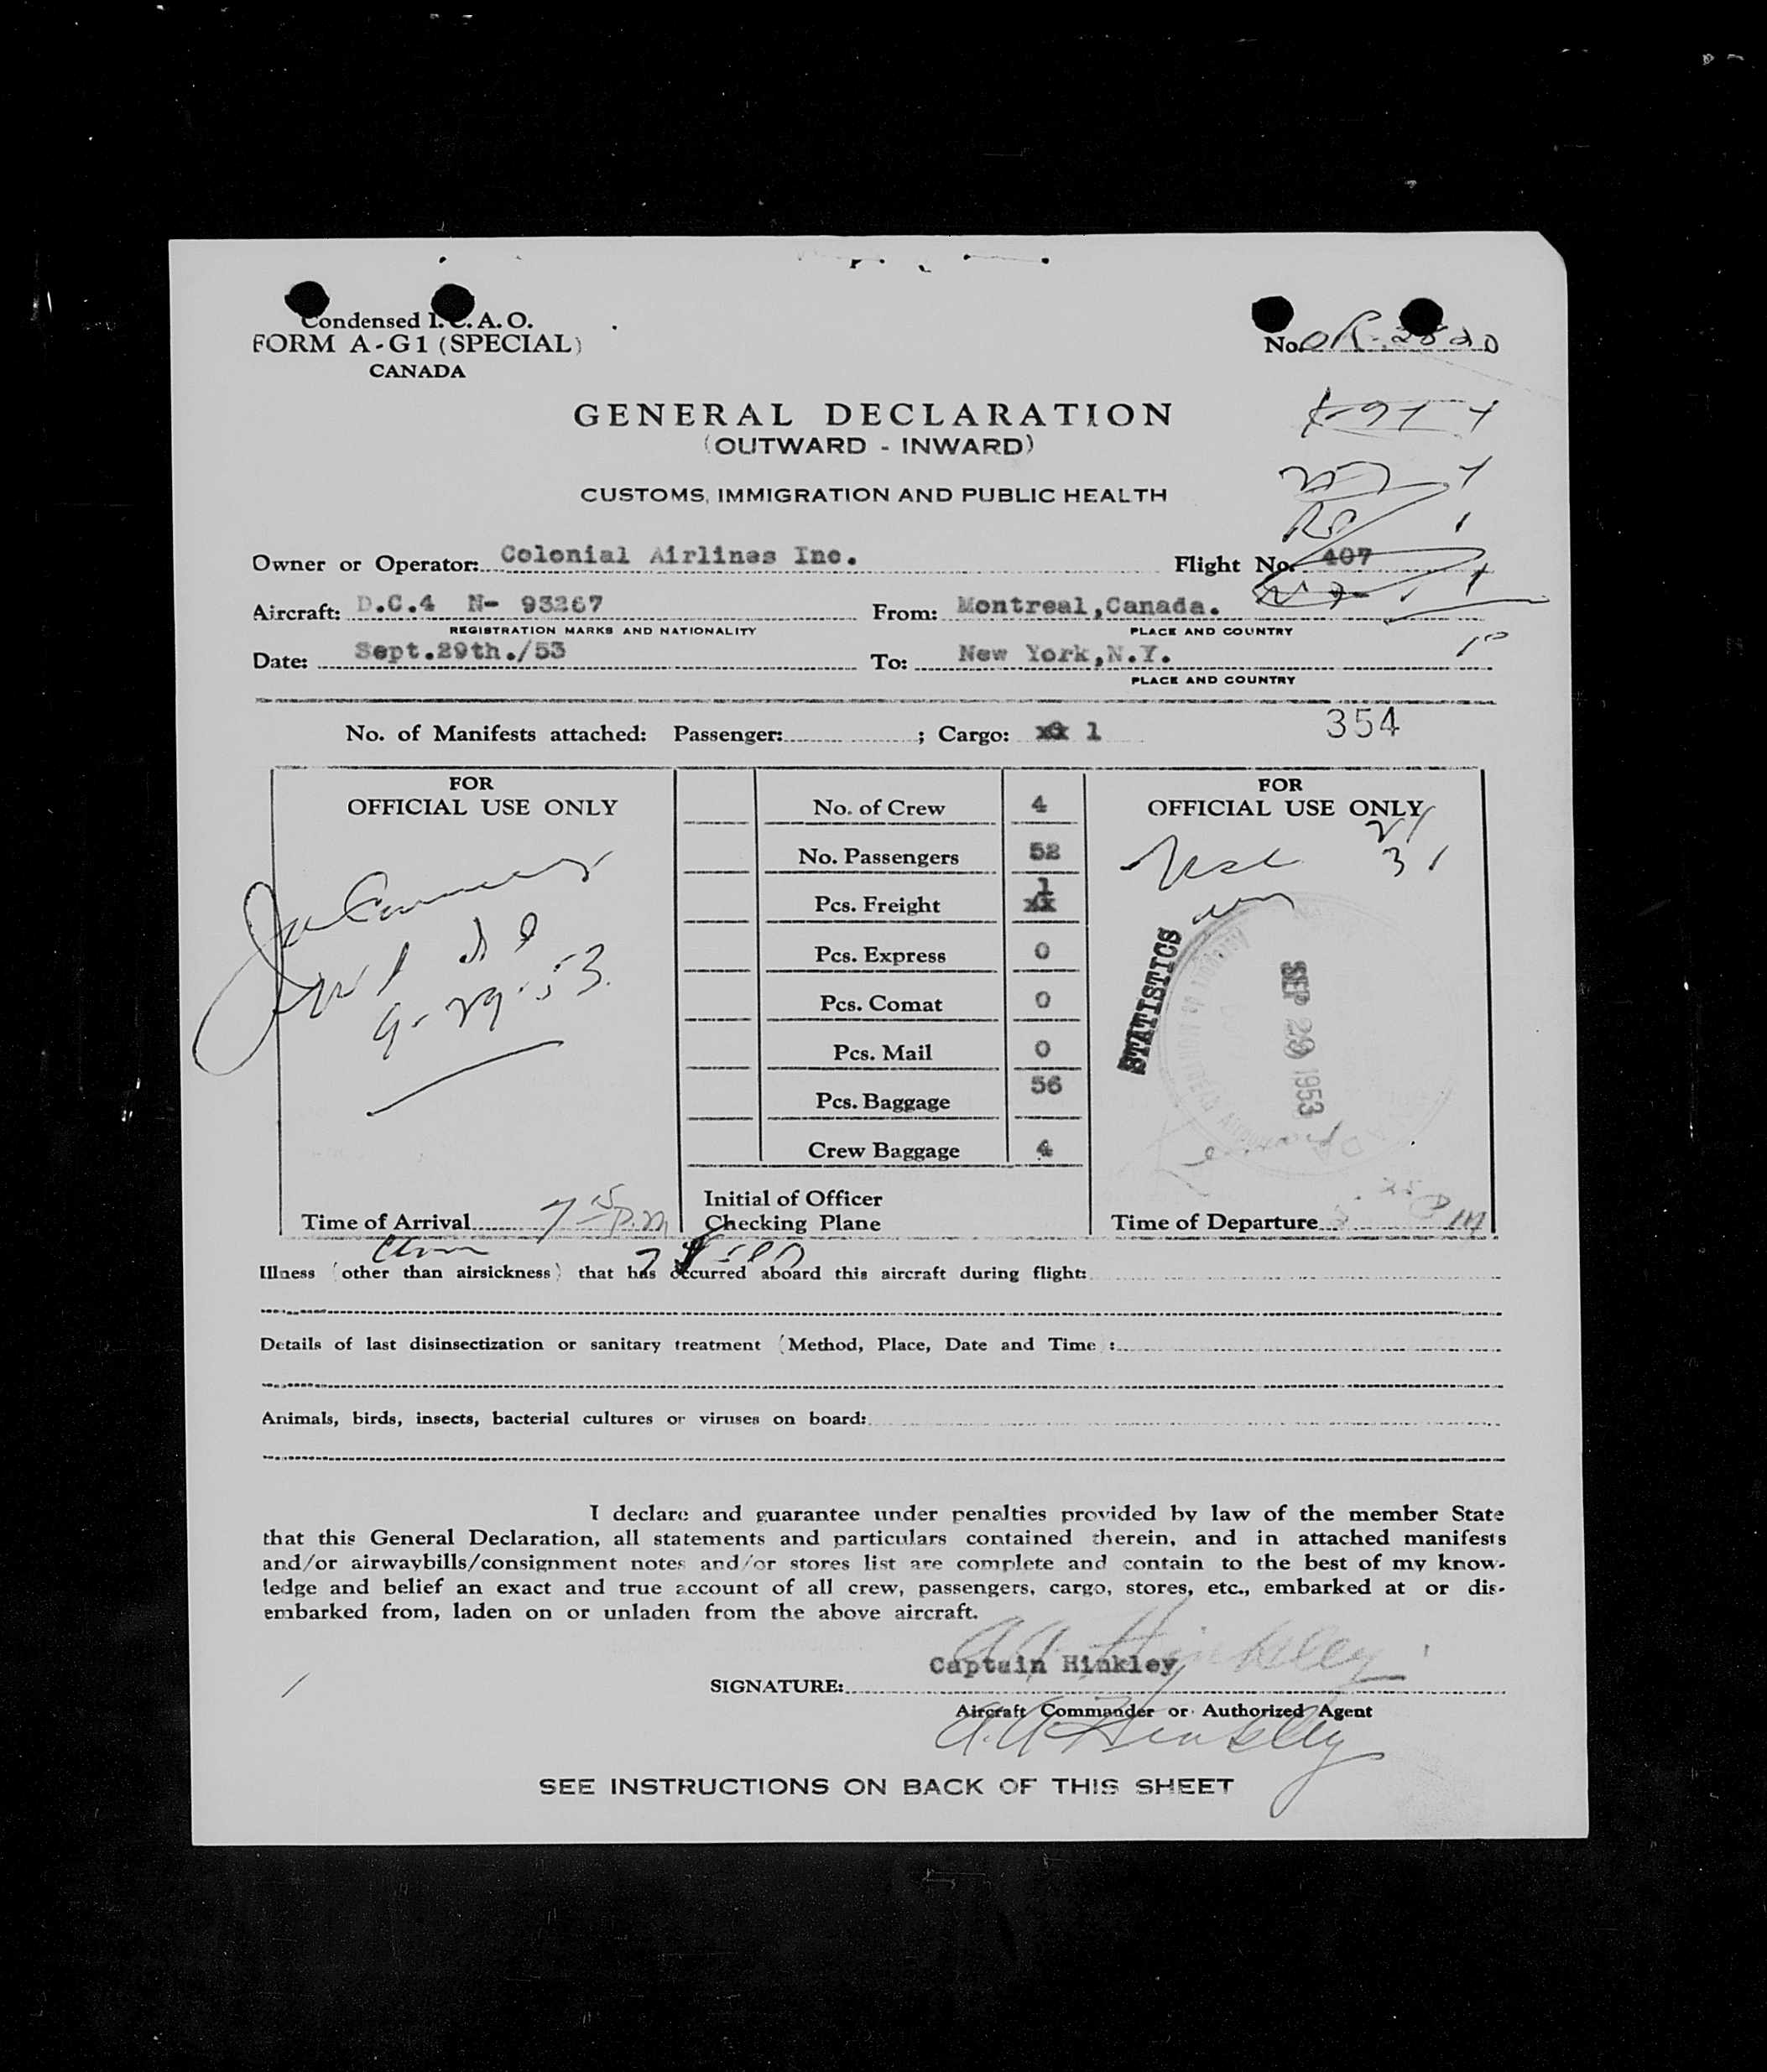 Condensed I.C.A.O.
FORM A-G1 (SPECIAL)
CANADA
No. OR-2520
GENERAL DECLARATION
(OUTWARD - INWARD)
CUSTOMS, IMMIGRATION AND PUBLIC HEALTH
Owner or Operator: Colonial Airlines Inc. Flight No. 407
Aircraft: D.C.4 N- 93267 From: Montreal,Canada.
REGISTRATION MARKS AND NATIONALITY PLACE AND COUNTRY
Date: Sept.29th./53 To: New York,N.Y.
PLACE AND COUNTRY
354
No. of Manifests attached: Passenger: ; Cargo: 1
FOR
OFFICIAL USE ONLY
9-29-53
Time of Arrival 7 15 p.m
No. of Crew 4
No. Passengers 52
Pcs. Freight 1
Pcs. Express 0
Pcs. Comat 0
Pcs. Mail 0
Pcs. Baggage 56
Crew Baggage 4
Initial of Officer
Checking Plane
FOR
OFFICIAL USE ONLY
STATISTICS
SEP 29 1953
Time of Departure PM
Illness (other than airsickness) that has occurred aboard this aircraft during flight:
Details of last disinsectization or sanitary treatment (Method, Place, Date and Time):
Animals, birds, insects, bacterial cultures or viruses on board:
I declare and guarantee under penalties provided by law of the member State
that this General Declaration, all statements and particulars contained therein, and in attached manifests
and/or airwaybills/consignment notes and/or stores list are complete and contain to the best of my know-
ledge and belief an exact and true account of all crew, passengers, cargo, stores, etc., embarked at or dis-
embarked from, laden on or unladen from the above aircraft.
A.A. Hinkley
Captain Hinkley
SIGNATURE:
Aircraft Commander or Authorized Agent
A.A. Hinkley
SEE INSTRUCTIONS ON BACK OF THIS SHEET